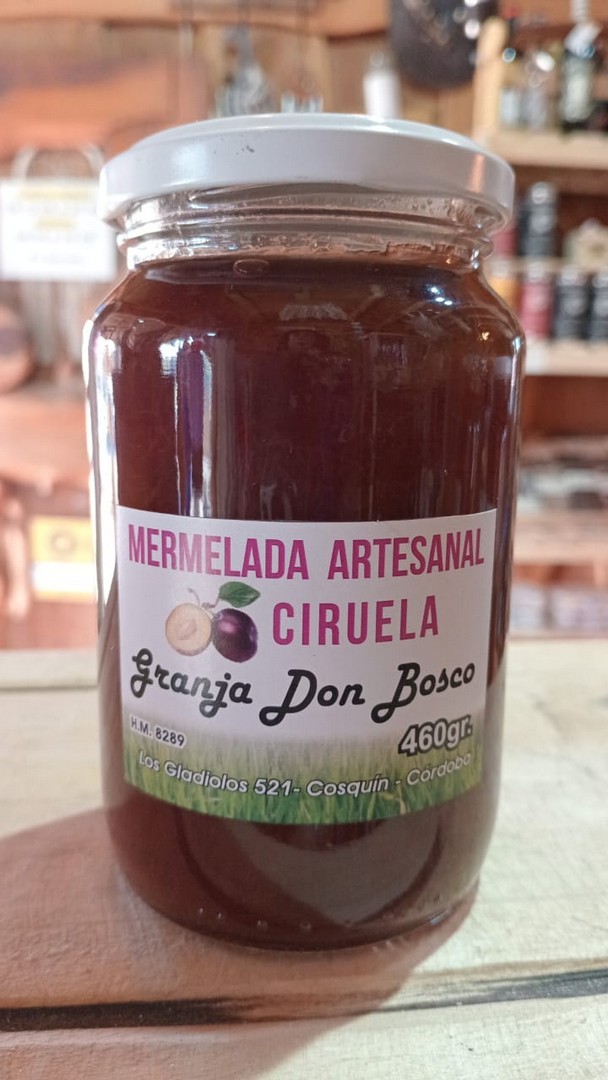 MERMELADA ARTESANAL
CIRUELA
Granja Don Bosco
H.M. 8289
460gr.
Los Gladiolos 521- Cosquín - Córdoba